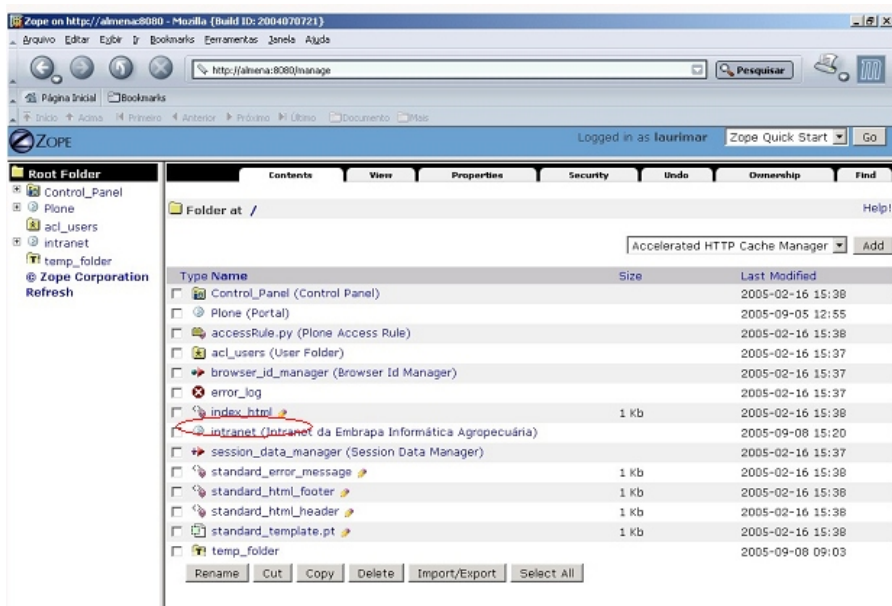 Zope on http://almena:8080 - Mozilla {Build ID: 2004070721}
Arquivo Editar Exibir Ir Bookmarks Ferramentas Janela Ajuda
http://almena:8080/manage
Pesquisar
Página Inicial Bookmarks
Início Acima Primeiro Anterior Próximo Último Documento Mais
ZOPE
Logged in as laurimar
Zope Quick Start
Go
Root Folder
Control_Panel
Plone
acl_users
intranet
temp_folder
© Zope Corporation
Refresh
Contents View Properties Security Undo Ownership Find
Folder at /
Help!
Accelerated HTTP Cache Manager
Add
Type Name Size Last Modified
Control_Panel (Control Panel) 2005-02-16 15:38
Plone (Portal) 2005-09-05 12:55
accessRule.py (Plone Access Rule) 2005-02-16 15:38
acl_users (User Folder) 2005-02-16 15:37
browser_id_manager (Browser Id Manager) 2005-02-16 15:37
error_log 2005-02-16 15:37
index_html 1 Kb 2005-02-16 15:38
intranet (Intranet da Embrapa Informática Agropecuária) 2005-09-08 15:20
session_data_manager (Session Data Manager) 2005-02-16 15:37
standard_error_message 1 Kb 2005-02-16 15:38
standard_html_footer 1 Kb 2005-02-16 15:38
standard_html_header 1 Kb 2005-02-16 15:38
standard_template.pt 1 Kb 2005-02-16 15:38
temp_folder 2005-09-08 09:03
Rename Cut Copy Delete Import/Export Select All